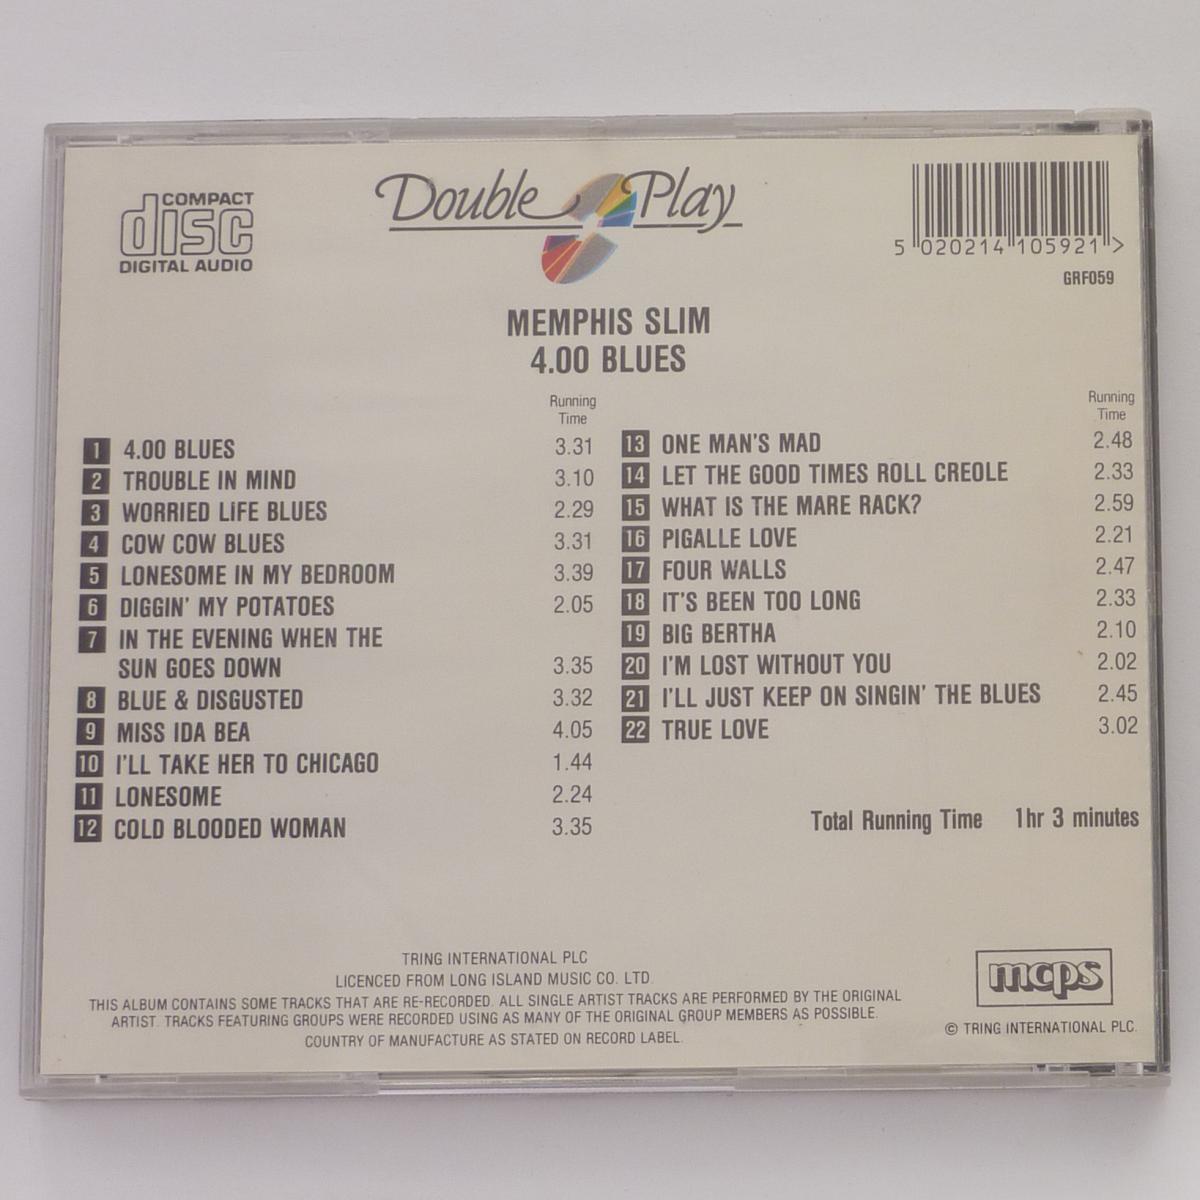 COMPACT
disc
DIGITAL AUDIO
Double Play
5 020214 105921 >
GRF059
MEMPHIS SLIM
4.00 BLUES
Running
Time
1 4.00 BLUES 3.31
2 TROUBLE IN MIND 3.10
3 WORRIED LiFE BLUES 2.29
4 COW COW BLUES 3.31
5 LONESOME IN MY BEDROOM 3.39
6 DIGGIN' MY POTATOES 2.05
7 IN THE EVENING WHEN THE
SUN GOES DOWN 3.35
8 BLUE & DISGUSTED 3.32
9 MISS IDA BEA 4.05
10 I'LL TAKE HER TO CHICAGO 1.44
11 LONESOME 2.24
12 COLD BLOODED WOMAN 3.35
Running
Time
13 ONE MAN'S MAD 2.48
14 LET THE GOOD TIMES ROLL CREOLE 2.33
15 WHAT IS THE MARE RACK? 2.59
16 PIGALLE LOVE 2.21
17 FOUR WALLS 2.47
18 IT'S BEEN TOO LONG 2.33
19 BIG BERTHA 2.10
20 I'M LOST WITHOUT YOU 2.02
21 I'LL JUST KEEP ON SINGIN' THE BLUES 2.45
22 TRUE LOVE 3.02
Total Running Time 1hr 3 minutes
TRING INTERNATIONAL PLC
LICENCED FROM LONG ISLAND MUSIC CO. LTD.
THIS ALBUM CONTAINS SOME TRACKS THAT ARE RE-RECORDED. ALL SINGLE ARTIST TRACKS ARE PERFORMED BY THE ORIGINAL
ARTIST. TRACKS FEATURING GROUPS WERE RECORDED USING AS MANY OF THE ORIGINAL GROUP MEMBERS AS POSSIBLE.
COUNTRY OF MANUFACTURE AS STATED ON RECORD LABEL.
mcps
© TRING INTERNATIONAL PLC.